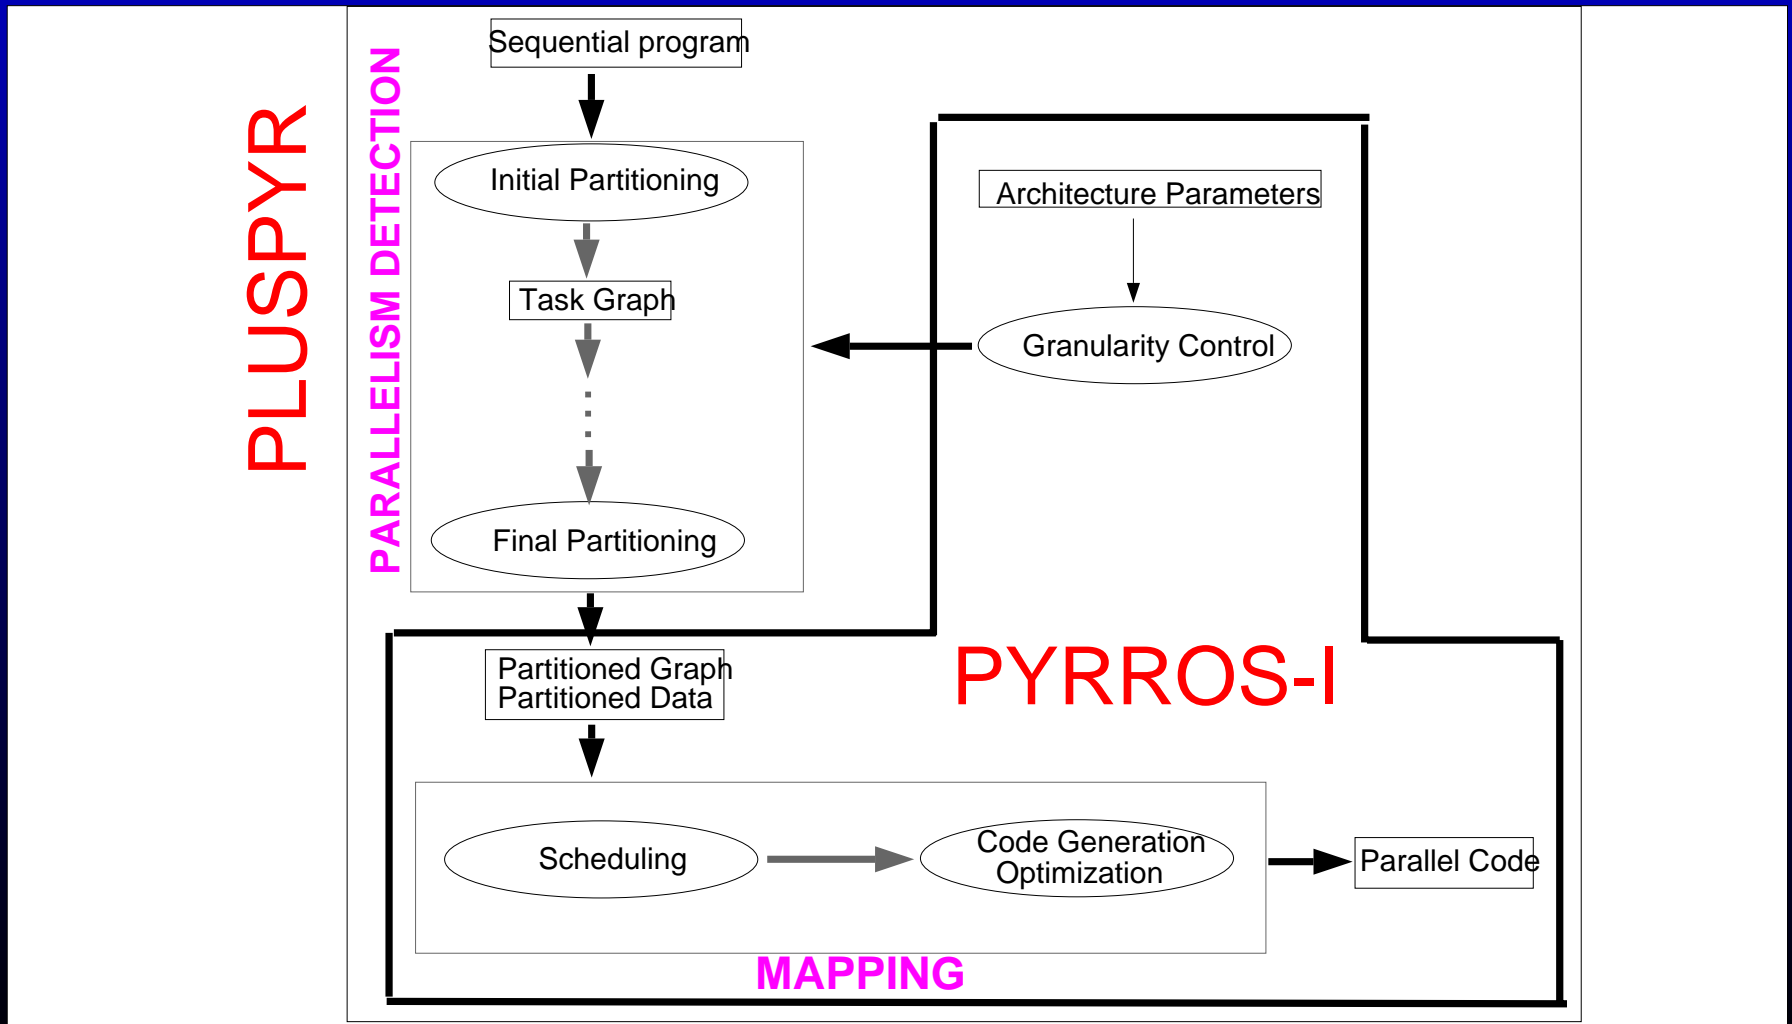 PLUSPYR
PARALLELISM DETECTION
Sequential program
Initial Partitioning
Task Graph
Final Partitioning
Architecture Parameters
Granularity Control
PYRROS-I
Partitioned Graph
Partitioned Data
Scheduling
Code Generation
Optimization
Parallel Code
MAPPING